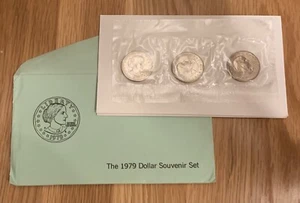 LIBERTY
1979
The 1979 Dollar Souvenir Set